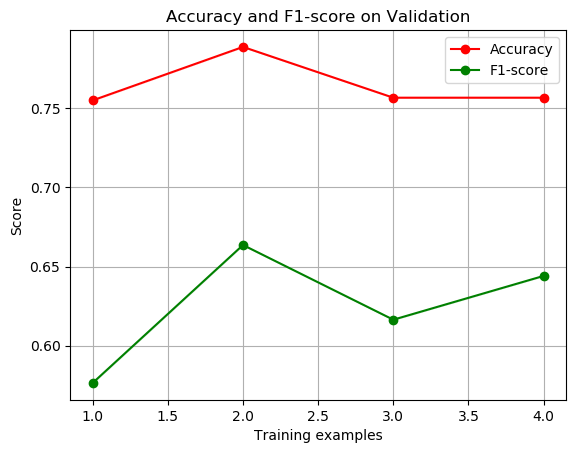 Accuracy and F1-score on Validation
Accuracy
F1-score
Score
0.75
0.70
0.65
0.60
1.0 1.5 2.0 2.5 3.0 3.5 4.0
Training examples